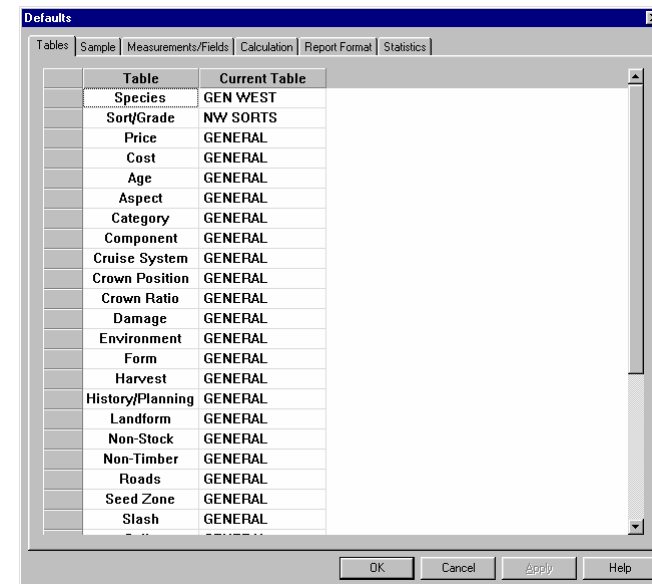 Defaults
Tables Sample Measurements/Fields Calculation Report Format Statistics
Table Current Table
Species GEN WEST
Sort/Grade NW SORTS
Price GENERAL
Cost GENERAL
Age GENERAL
Aspect GENERAL
Category GENERAL
Component GENERAL
Cruise System GENERAL
Crown Position GENERAL
Crown Ratio GENERAL
Damage GENERAL
Environment GENERAL
Form GENERAL
Harvest GENERAL
History/Planning GENERAL
Landform GENERAL
Non-Stock GENERAL
Non-Timber GENERAL
Roads GENERAL
Seed Zone GENERAL
Slash GENERAL
OK Cancel Apply Help